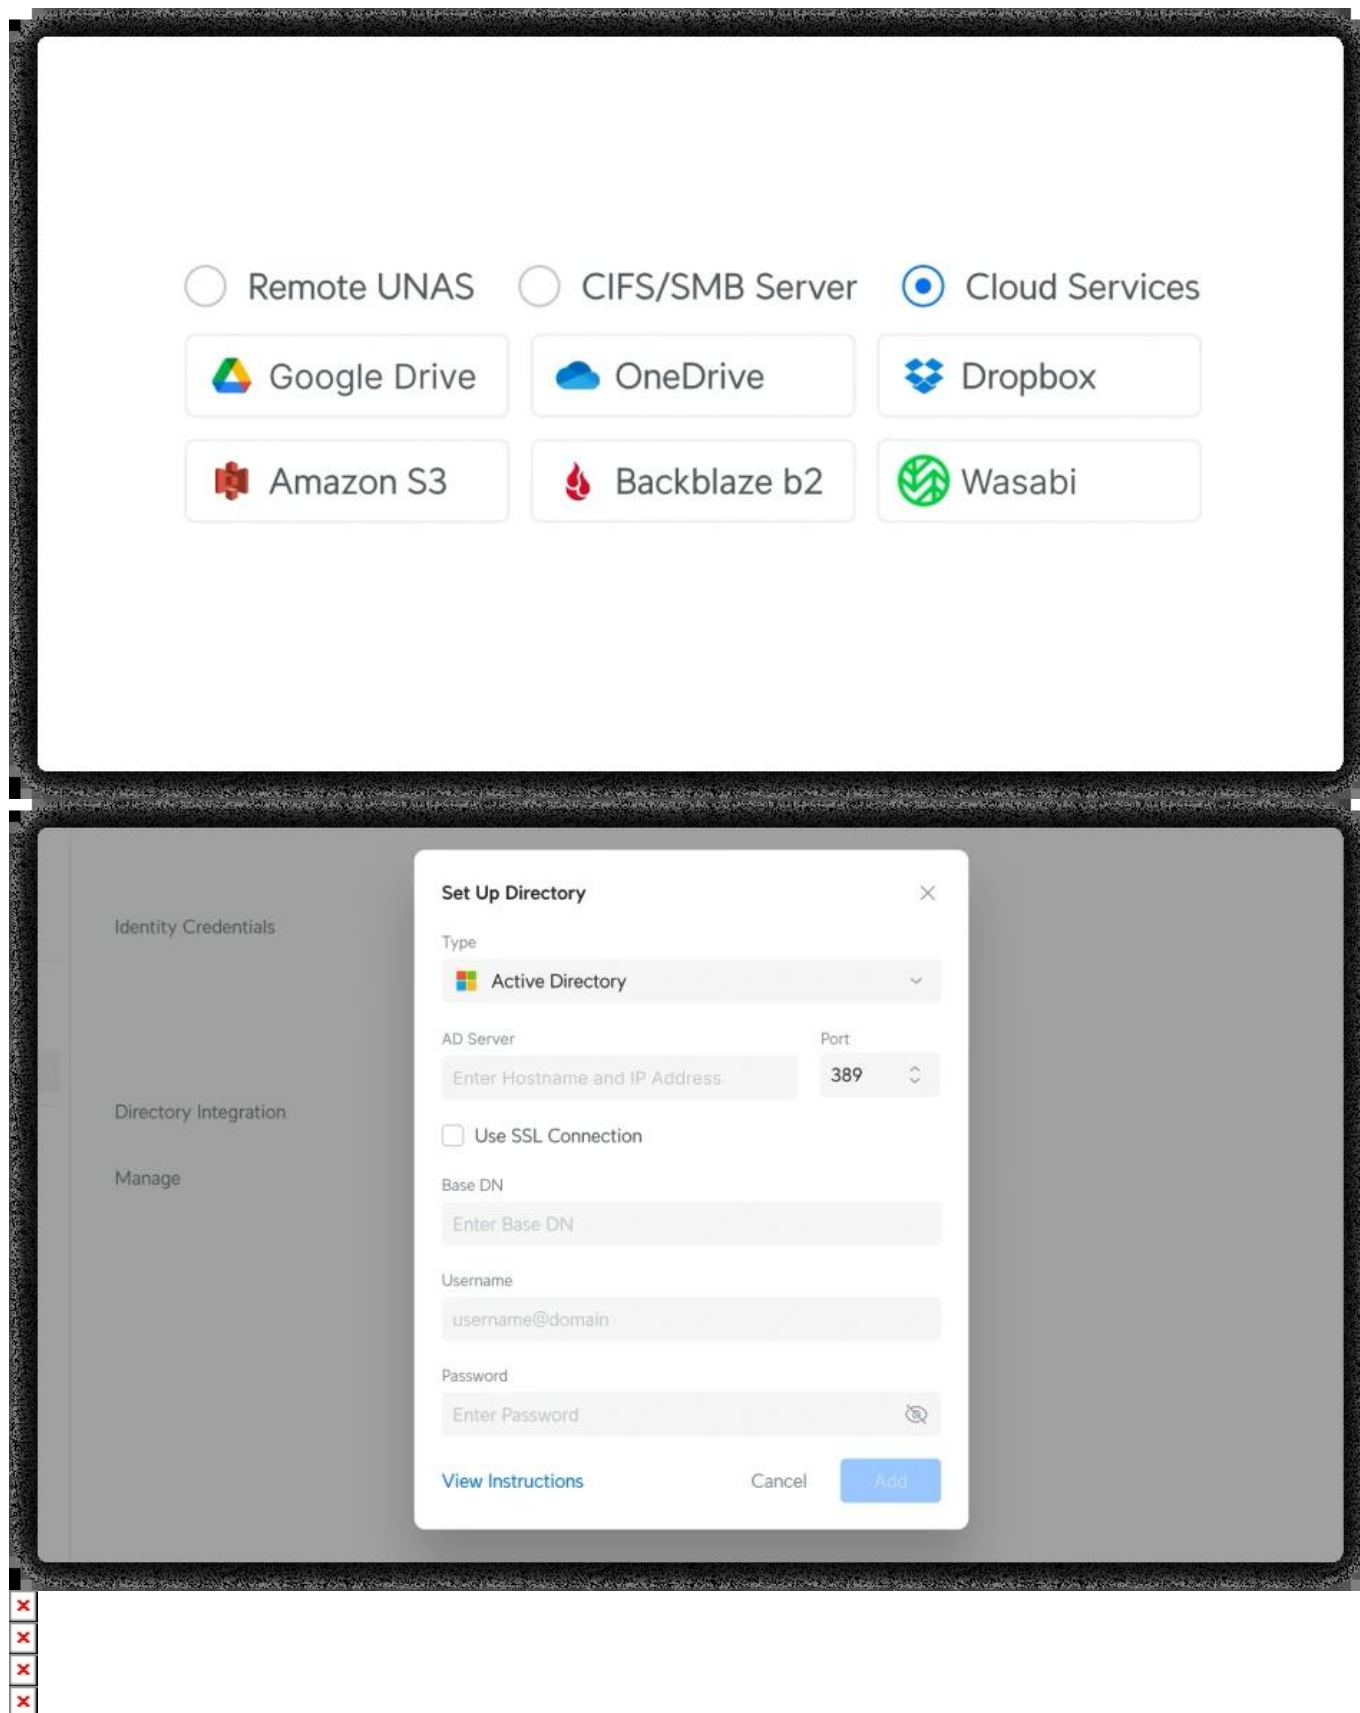 Remote UNAS CIFS/SMB Server Cloud Services
Google Drive OneDrive Dropbox
Amazon S3 Backblaze b2 Wasabi
Set Up Directory
Identity Credentials
Type
Active Directory
AD Server Port
Enter Hostname and IP Address 389
Directory Integration
Use SSL Connection
Manage
Base DN
Enter Base DN
Username
username@domain
Password
Enter Password
View Instructions Cancel Add